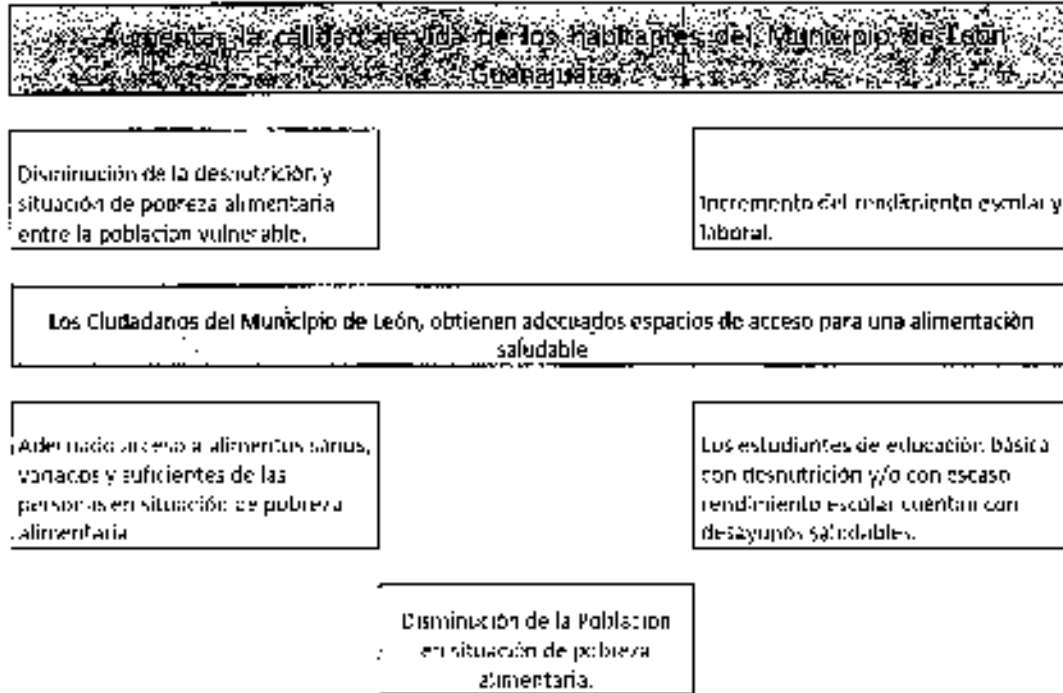 Aumentar la calidad de vida de los habitantes del Municipio de León
Guanajuato.
Disminución de la desnutrición y
situación de pobreza alimentaria
entre la poblacion vulnerable.
Incremento del rendimiento escolar y
laboral.
Los Ciudadanos del Municipio de León, obtienen adecuados espacios de acceso para una alimentación
saludable
Adecuado acceso a alimentos sanos,
variados y suficientes de las
personas en situación de pobreza
alimentaria
Los estudiantes de educación básica
con desnutrición y/o con escaso
rendimiento escolar cuentan con
desayunos saludables.
Disminución de la Poblacion
en situación de pobreza
alimentaria.